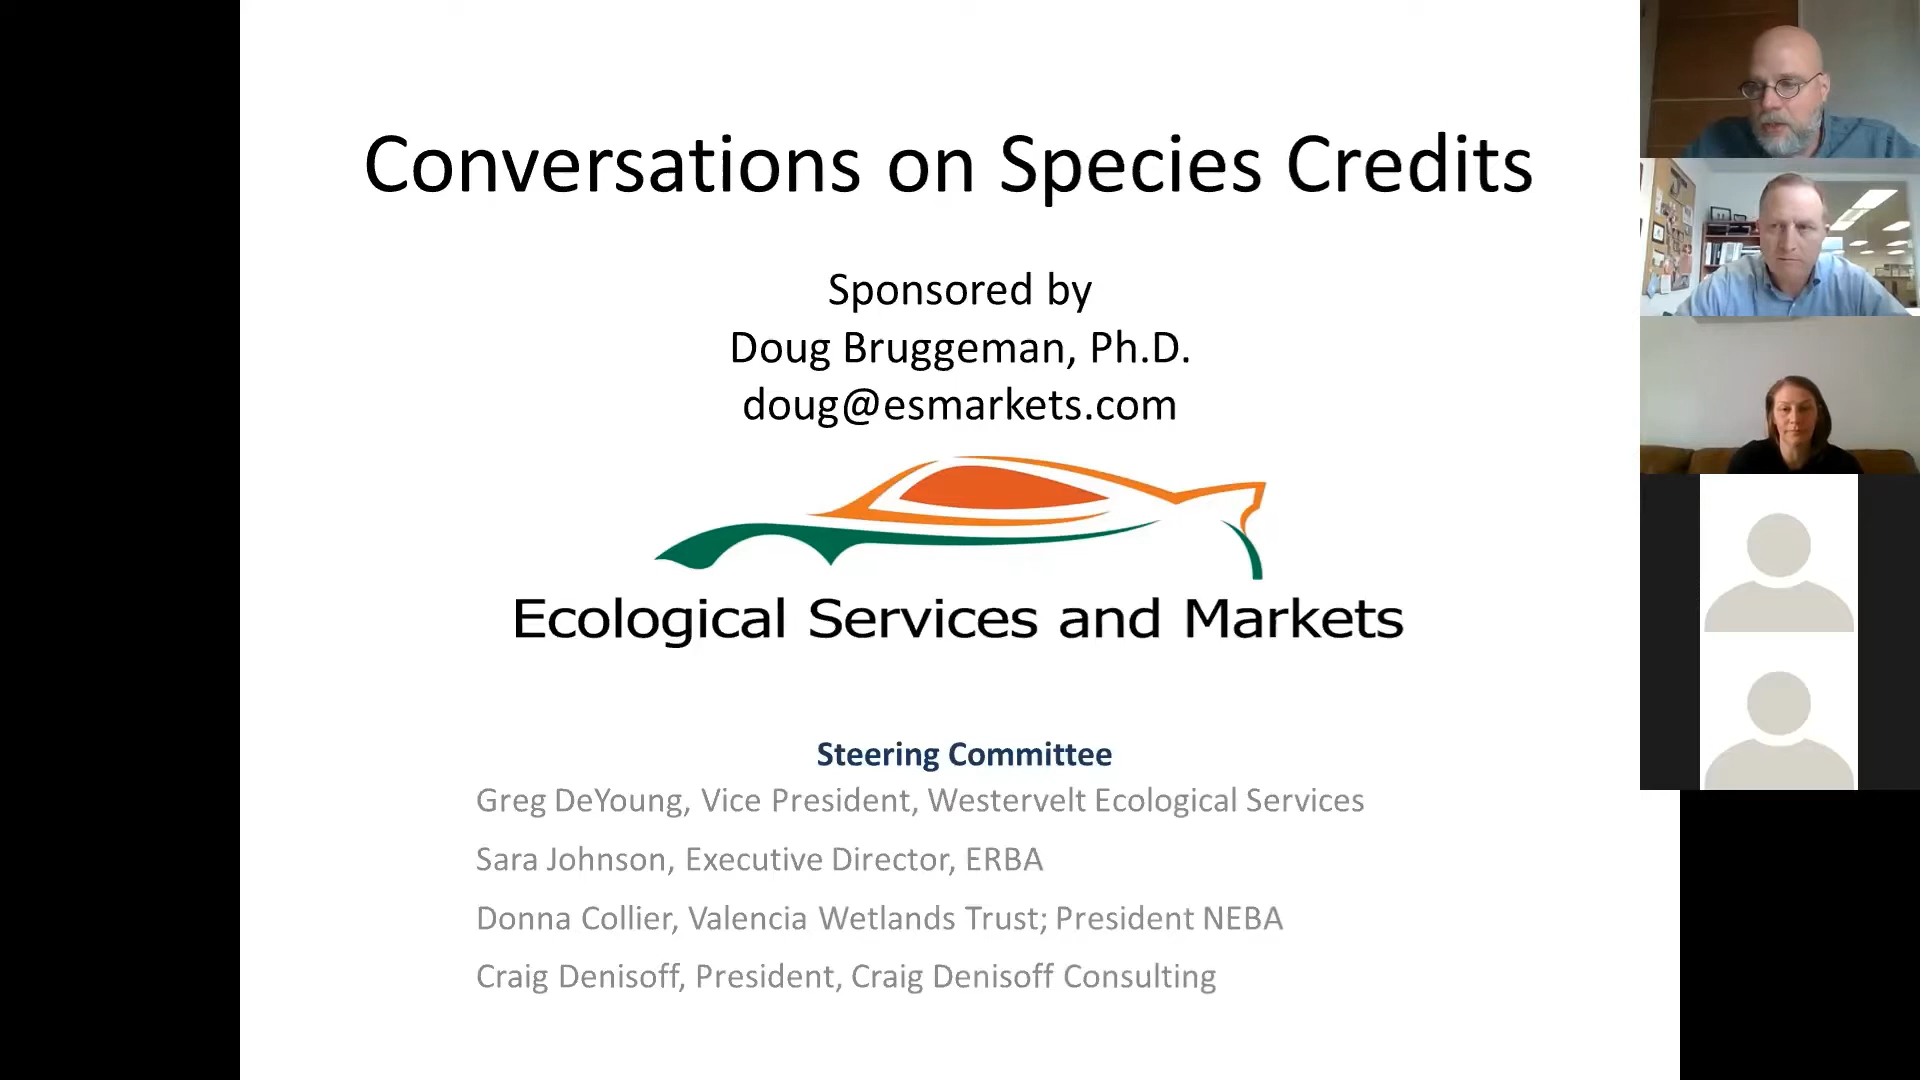 Conversations on Species Credits
Sponsored by
Doug Bruggeman, Ph.D.
doug@esmarkets.com
Ecological Services and Markets
Steering Committee
Greg DeYoung, Vice President, Westervelt Ecological Services
Sara Johnson, Executive Director, ERBA
Donna Collier, Valencia Wetlands Trust; President NEBA
Craig Denisoff, President, Craig Denisoff Consulting